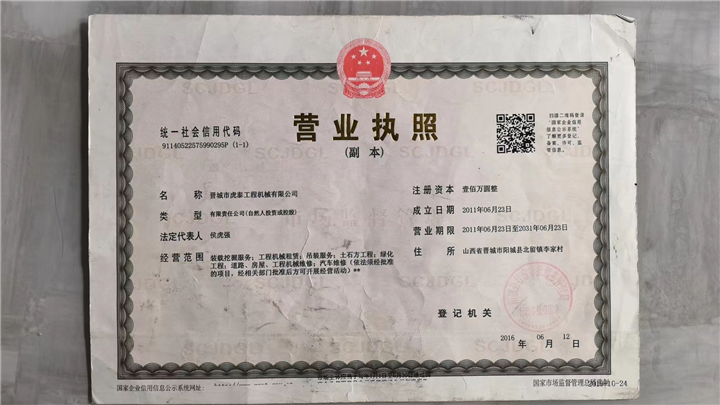 SCJDGL
营业执照
(副本)
统一社会信用代码
91140522575990295P (1-1)
扫描二维码登录
"国家企业信用
信息公示系统"
了解更多登记、
备案、许可、监
管信息。
名称 晋城市虎泰工程机械有限公司
类型 有限责任公司(自然人投资或控股)
法定代表人 侯虎强
经营范围 装载挖掘服务;工程机械租赁;吊装服务;土石方工程;绿化
工程;道路、房屋、工程机械维修;汽车维修(依法须经批准
的项目,经相关部门批准后方可开展经营活动)**
注册资本 壹佰万圆整
成立日期 2011年06月23日
营业期限 2011年06月23日至2031年06月23日
住所 山西省晋城市阳城县北留镇李家村
登记机关
2016 年 06 月 12 日
国家企业信用信息公示系统网址:
国家市场监督管理总局监制